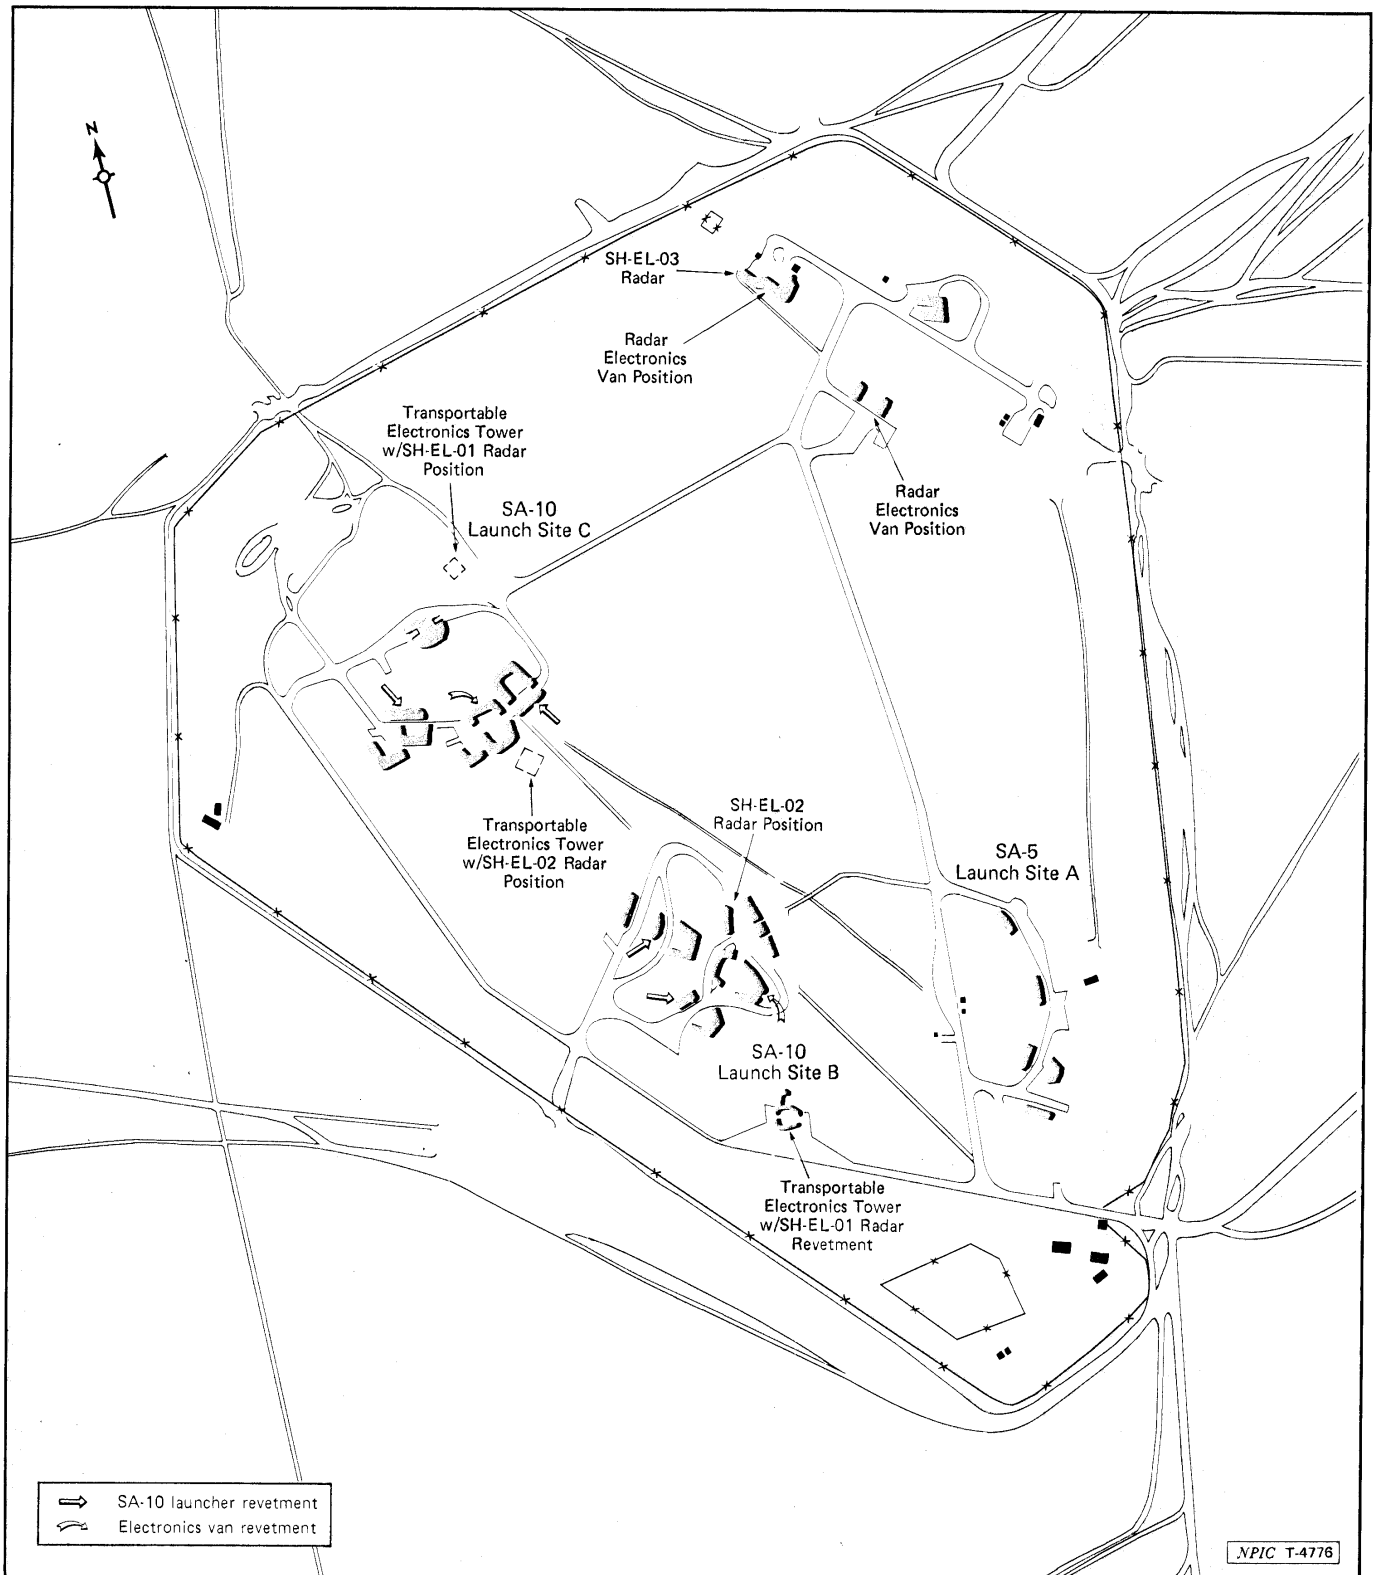 N
SH-EL-03
Radar
Radar
Electronics
Van Position
Transportable
Electronics Tower
w/SH-EL-01 Radar
Position
SA-10
Launch Site C
Radar
Electronics
Van Position
SH-EL-02
Radar Position
Transportable
Electronics Tower
w/SH-EL-02 Radar
Position
SA-5
Launch Site A
SA-10
Launch Site B
Transportable
Electronics Tower
w/SH-EL-01 Radar
Revetment
SA-10 launcher revetment
Electronics van revetment
NPIC T-4776